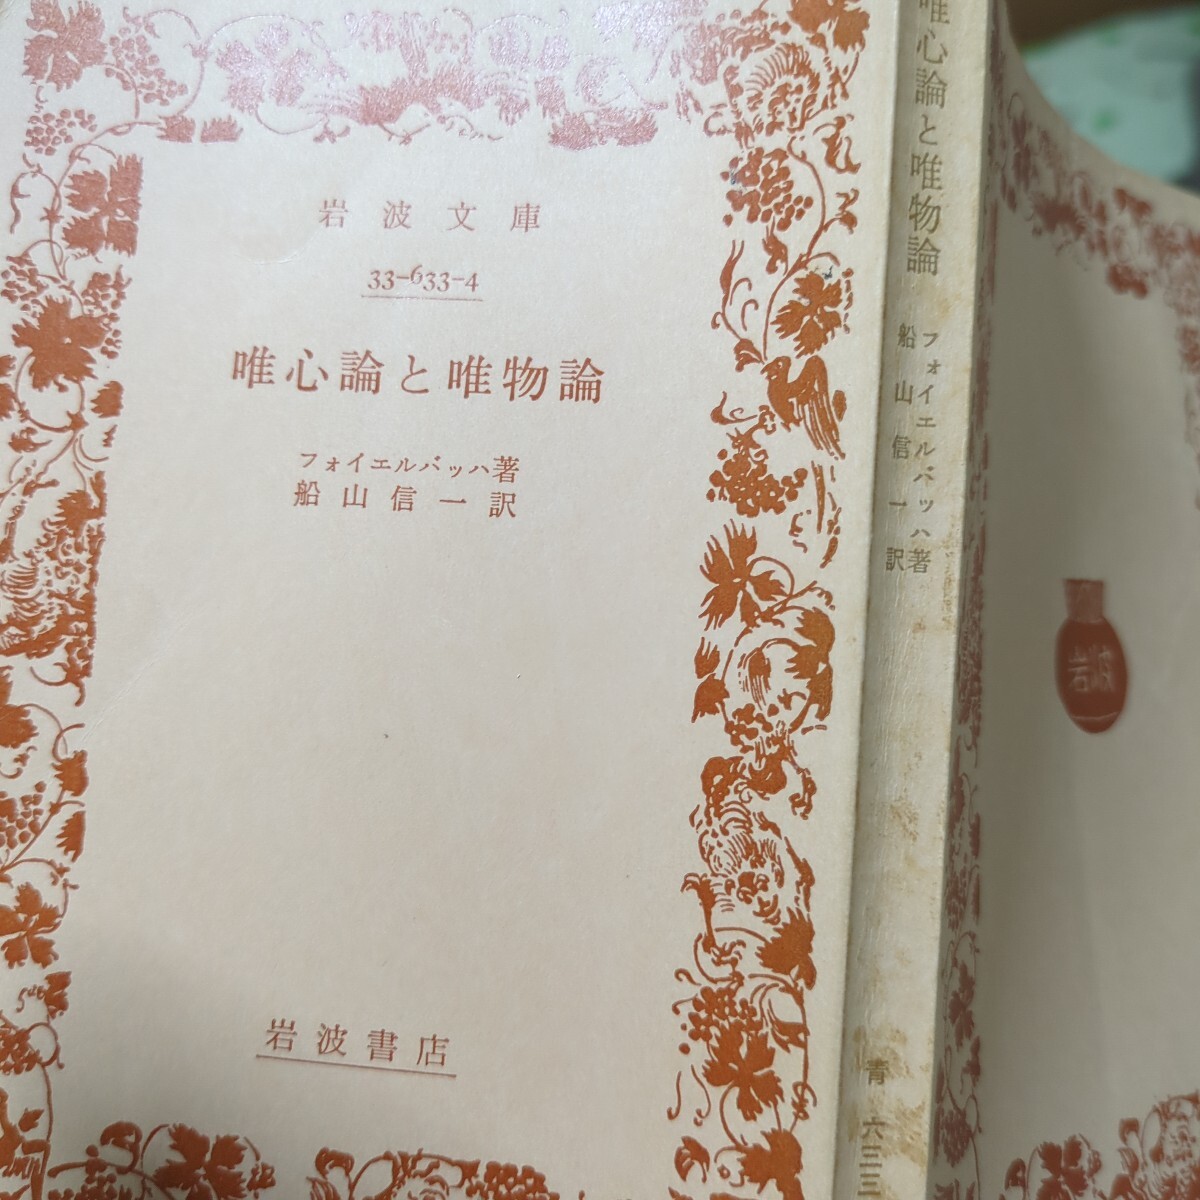 岩波文庫
33-633-4
唯心論と唯物論
フォイエルバッハ著
船山信一訳
岩波書店
唯心論と唯物論
フォイエルバッハ著
船山信一訳
青 六三三
岩波